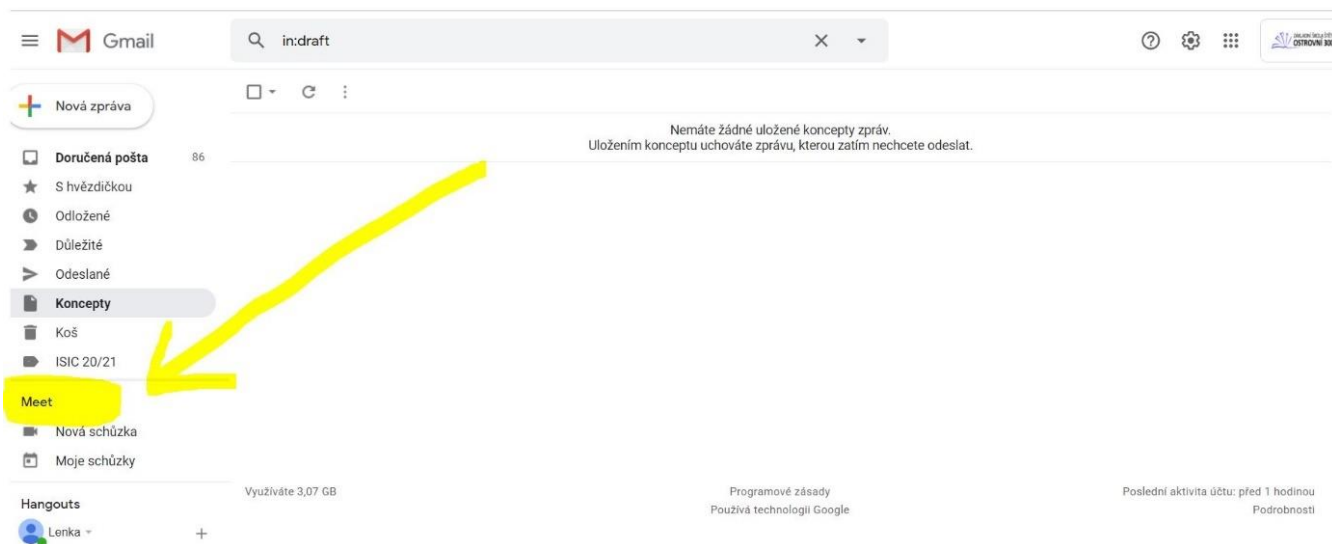 Gmail
in:draft
Nová zpráva
Nemáte žádné uložené koncepty zpráv.
Uložením konceptu uchováte zprávu, kterou zatím nechcete odeslat.
Doručená pošta 86
S hvězdičkou
Odložené
Důležité
Odeslané
Koncepty
Koš
ISIC 20/21
Meet
Nová schůzka
Moje schůzky
Hangouts
Lenka
Využíváte 3,07 GB
Programové zásady
Používá technologii Google
Poslední aktivita účtu: před 1 hodinou
Podrobnosti